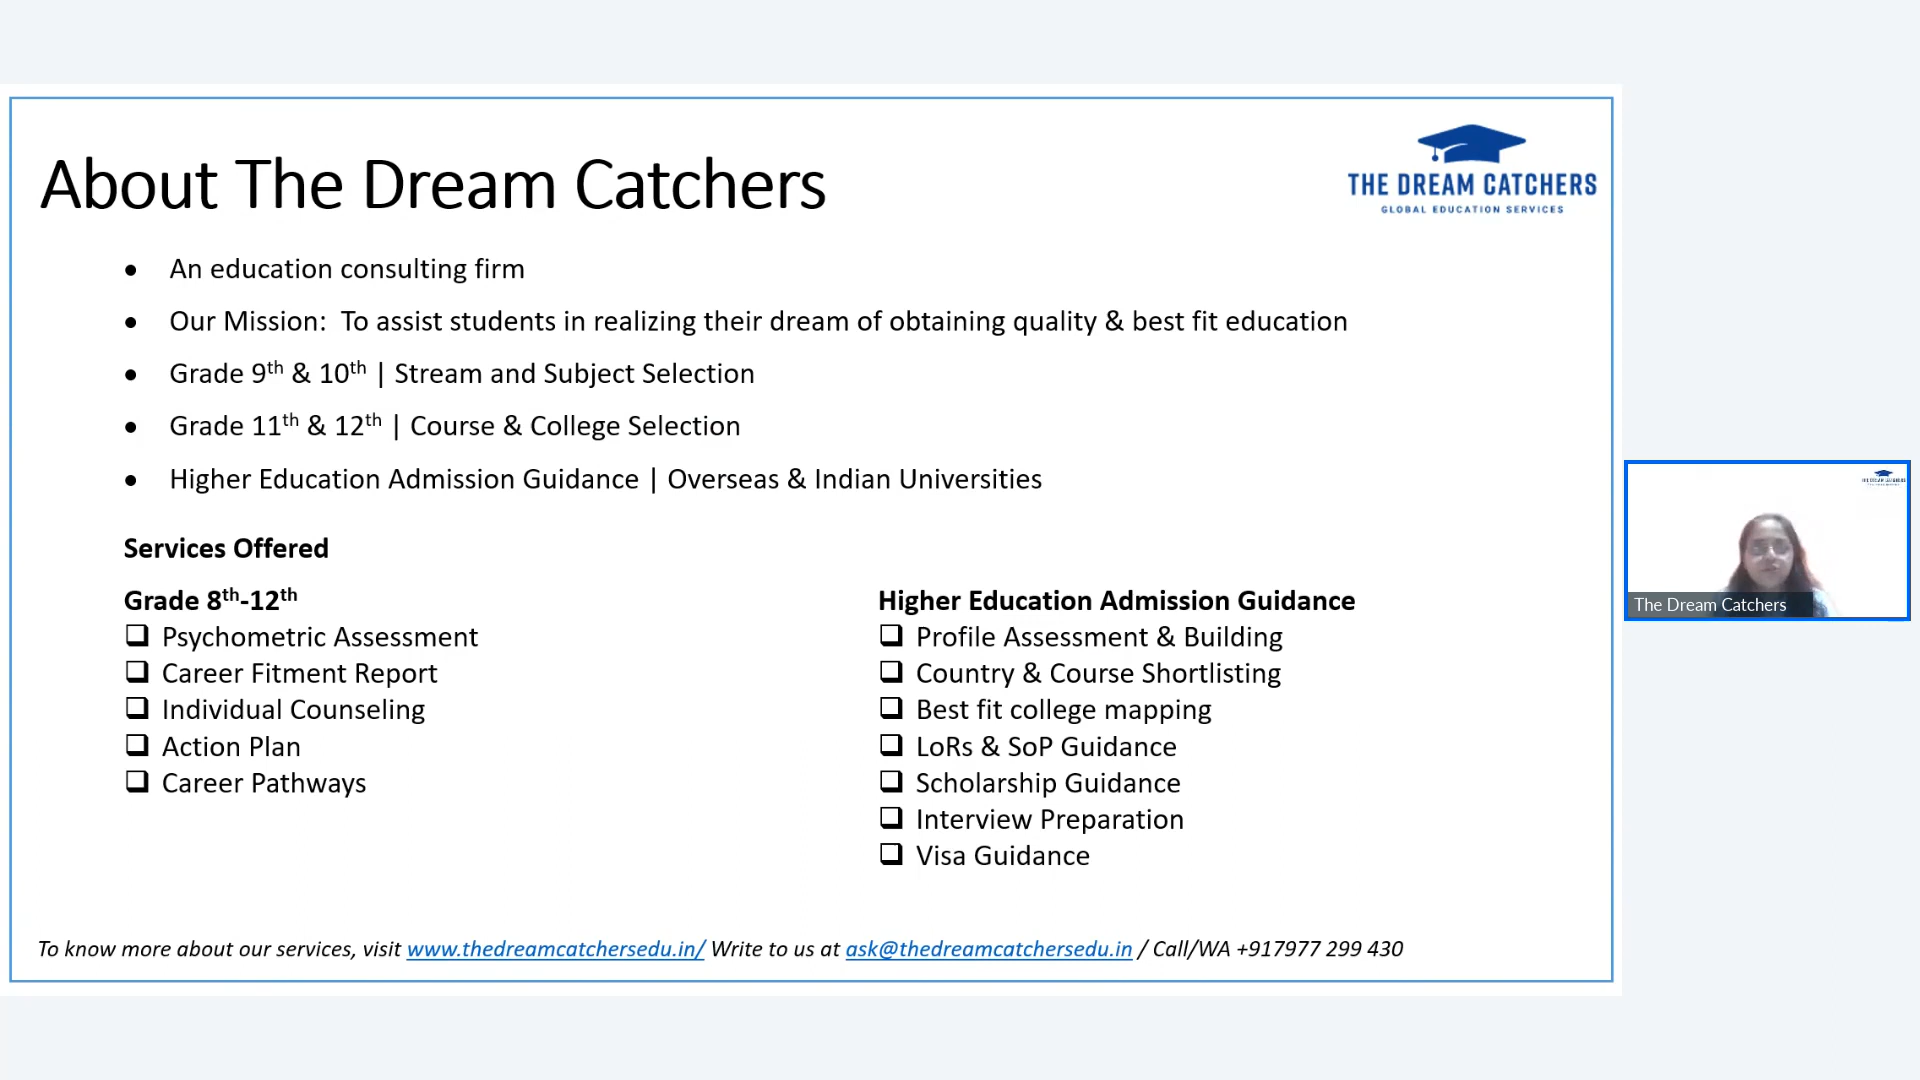 About The Dream Catchers
THE DREAM CATCHERS
GLOBAL EDUCATION SERVICES
• An education consulting firm
• Our Mission: To assist students in realizing their dream of obtaining quality & best fit education
• Grade 9th & 10th | Stream and Subject Selection
• Grade 11th & 12th | Course & College Selection
• Higher Education Admission Guidance | Overseas & Indian Universities
Services Offered
Grade 8th-12th
❑ Psychometric Assessment
❑ Career Fitment Report
❑ Individual Counseling
❑ Action Plan
❑ Career Pathways
Higher Education Admission Guidance
❑ Profile Assessment & Building
❑ Country & Course Shortlisting
❑ Best fit college mapping
❑ LoRs & SoP Guidance
❑ Scholarship Guidance
❑ Interview Preparation
❑ Visa Guidance
To know more about our services, visit www.thedreamcatchersedu.in/ Write to us at ask@thedreamcatchersedu.in / Call/WA +917977 299 430
The Dream Catchers